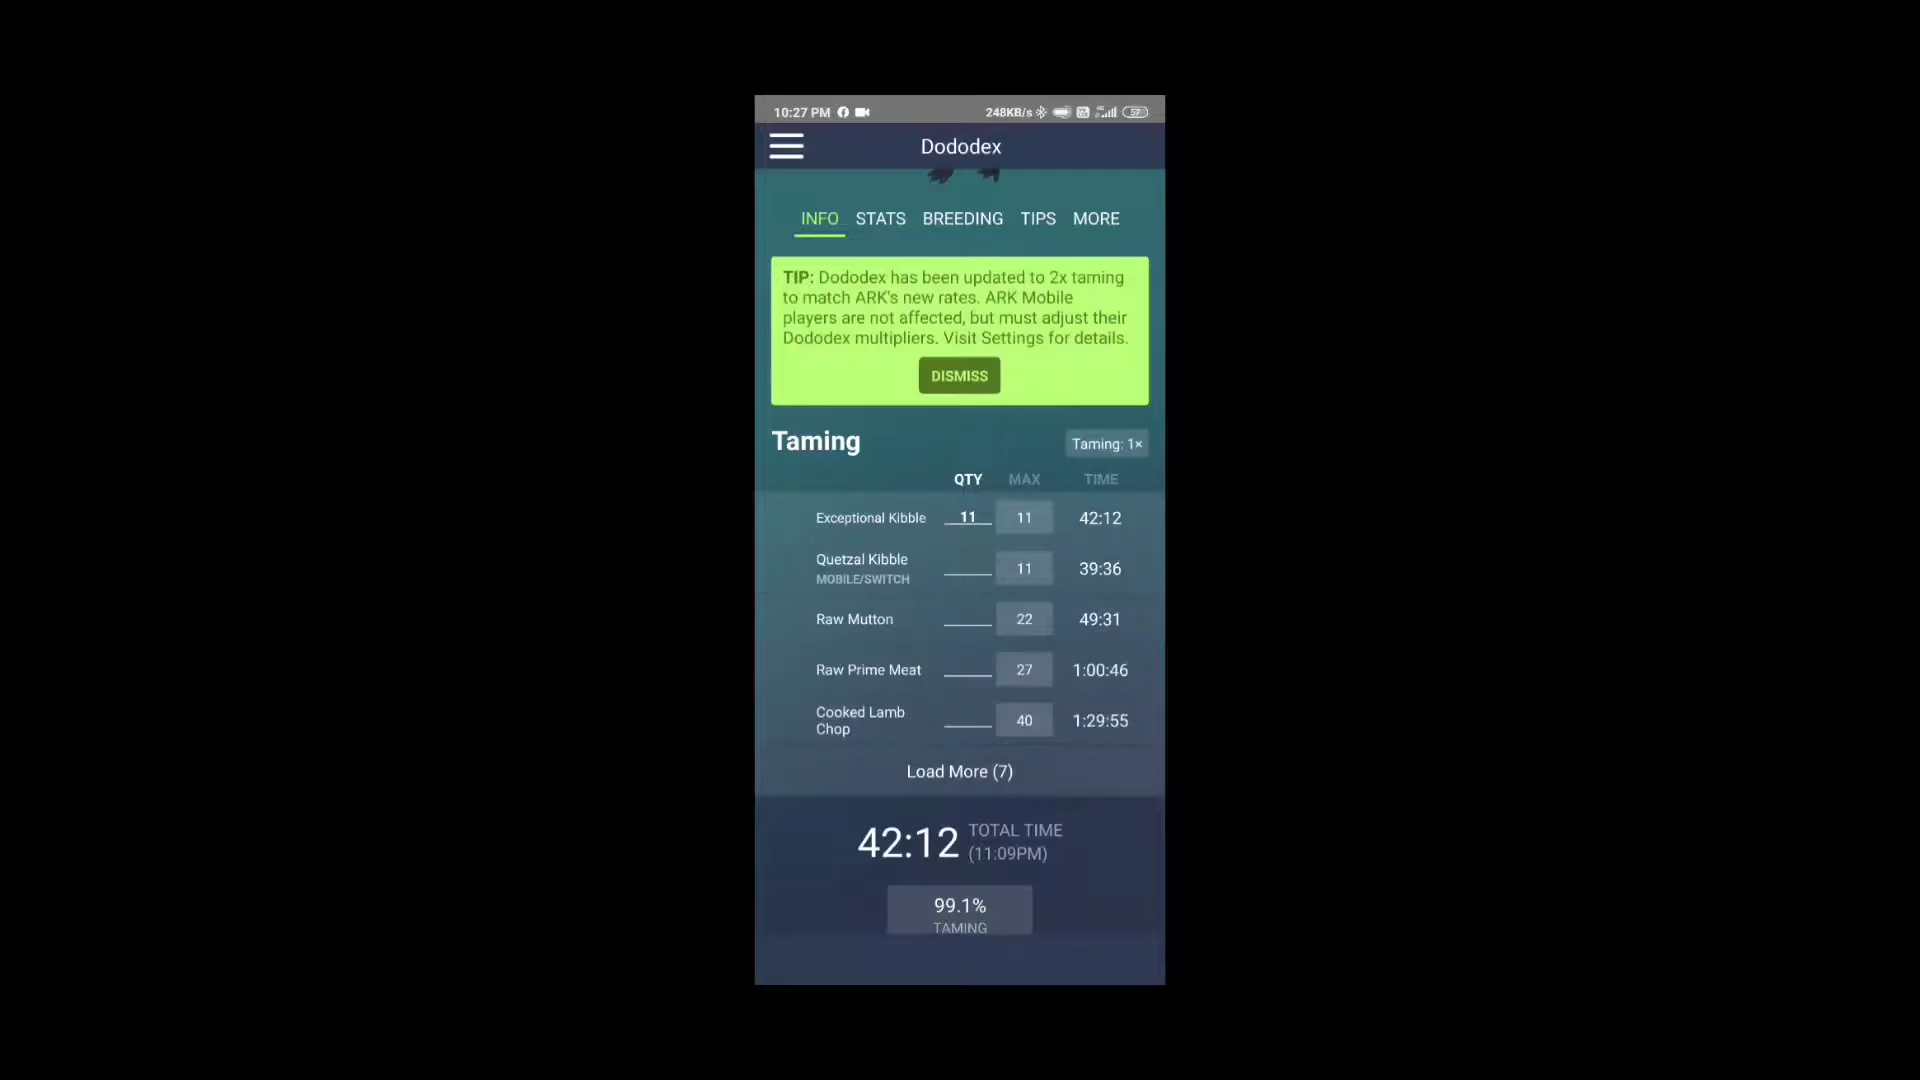 10:27 PM 248KB/s 57
Dododex
INFO STATS BREEDING TIPS MORE
TIP: Dododex has been updated to 2x taming
to match ARK's new rates. ARK Mobile
players are not affected, but must adjust their
Dododex multipliers. Visit Settings for details.
DISMISS
Taming Taming: 1×
QTY MAX TIME
Exceptional Kibble 11 11 42:12
Quetzal Kibble 11 39:36
MOBILE/SWITCH
Raw Mutton 22 49:31
Raw Prime Meat 27 1:00:46
Cooked Lamb
Chop 40 1:29:55
Load More (7)
42:12 TOTAL TIME
(11:09PM)
99.1%
TAMING